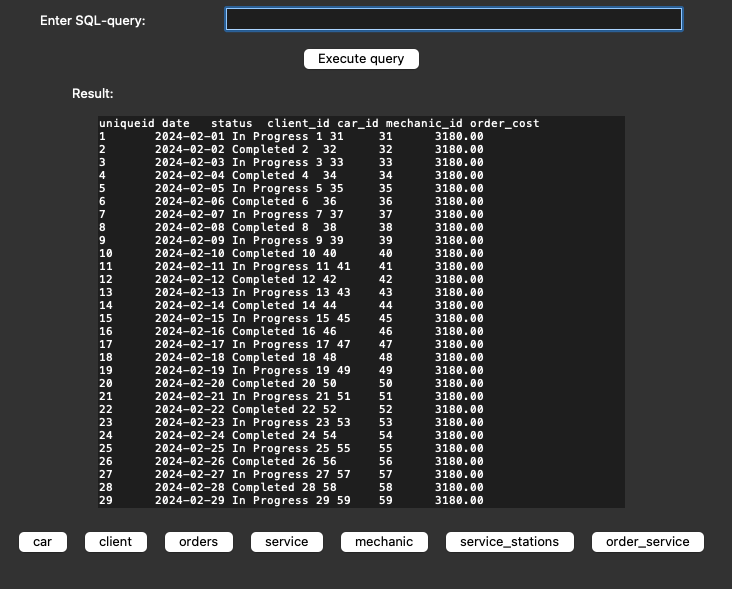 Enter SQL-query:
Execute query
Result:
uniqueid date status client_id car_id mechanic_id order_cost
1 2024-02-01 In Progress 1 31 31 3180.00
2 2024-02-02 Completed 2 32 32 3180.00
3 2024-02-03 In Progress 3 33 33 3180.00
4 2024-02-04 Completed 4 34 34 3180.00
5 2024-02-05 In Progress 5 35 35 3180.00
6 2024-02-06 Completed 6 36 36 3180.00
7 2024-02-07 In Progress 7 37 37 3180.00
8 2024-02-08 Completed 8 38 38 3180.00
9 2024-02-09 In Progress 9 39 39 3180.00
10 2024-02-10 Completed 10 40 40 3180.00
11 2024-02-11 In Progress 11 41 41 3180.00
12 2024-02-12 Completed 12 42 42 3180.00
13 2024-02-13 In Progress 13 43 43 3180.00
14 2024-02-14 Completed 14 44 44 3180.00
15 2024-02-15 In Progress 15 45 45 3180.00
16 2024-02-16 Completed 16 46 46 3180.00
17 2024-02-17 In Progress 17 47 47 3180.00
18 2024-02-18 Completed 18 48 48 3180.00
19 2024-02-19 In Progress 19 49 49 3180.00
20 2024-02-20 Completed 20 50 50 3180.00
21 2024-02-21 In Progress 21 51 51 3180.00
22 2024-02-22 Completed 22 52 52 3180.00
23 2024-02-23 In Progress 23 53 53 3180.00
24 2024-02-24 Completed 24 54 54 3180.00
25 2024-02-25 In Progress 25 55 55 3180.00
26 2024-02-26 Completed 26 56 56 3180.00
27 2024-02-27 In Progress 27 57 57 3180.00
28 2024-02-28 Completed 28 58 58 3180.00
29 2024-02-29 In Progress 29 59 59 3180.00
car client orders service mechanic service_stations order_service